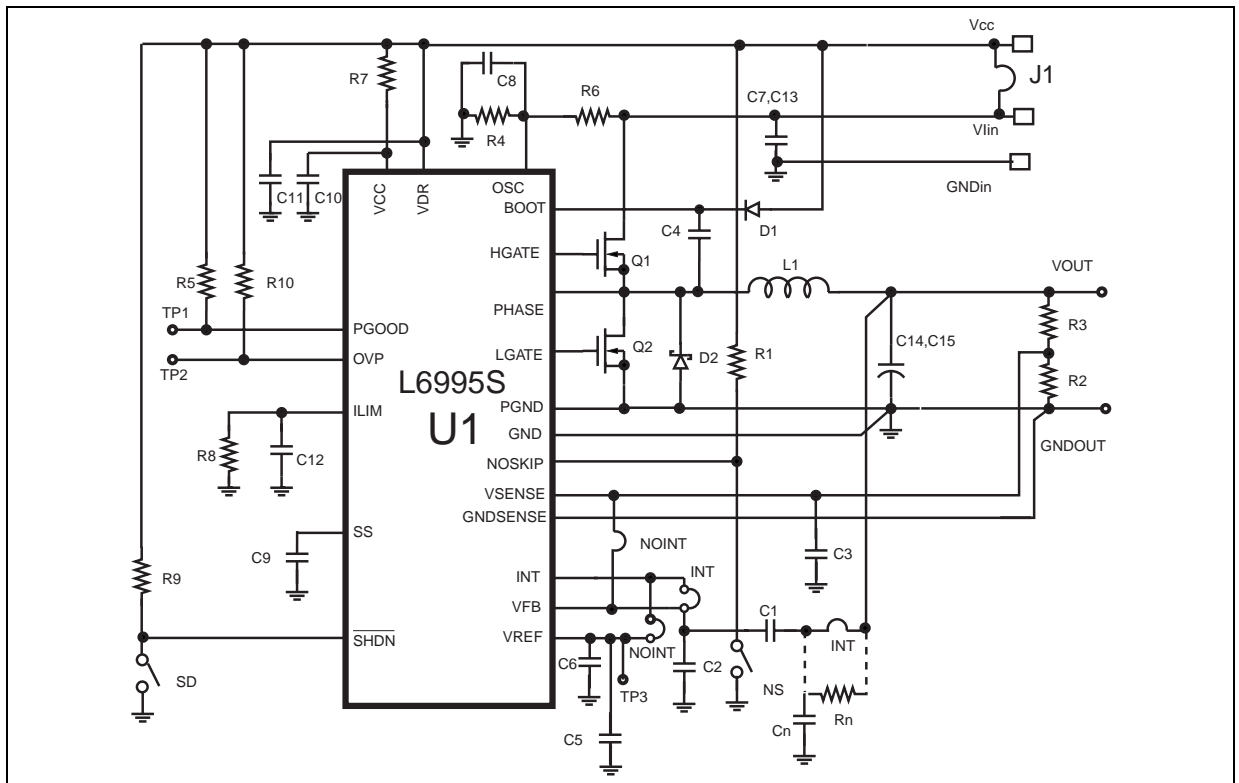 Vcc
R7
C8
J1
R6
C7,C13
R4
VIin
C11
C10
VCC
VDR
OSC
GNDin
BOOT
C4
D1
HGATE
Q1
L1
VOUT
R5
R10
TP1
PHASE
R3
PGOOD
Q2
R1
C14,C15
TP2
OVP
LGATE
D2
R2
L6995S
U1
ILIM
PGND
GND
GNDOUT
R8
C12
NOSKIP
VSENSE
GNDSENSE
SS
NOINT
C9
C3
R9
INT
INT
VFB
C1
SHDN
VREF
NOINT
INT
C6
C2
SD
TP3
NS
Rn
C5
Cn